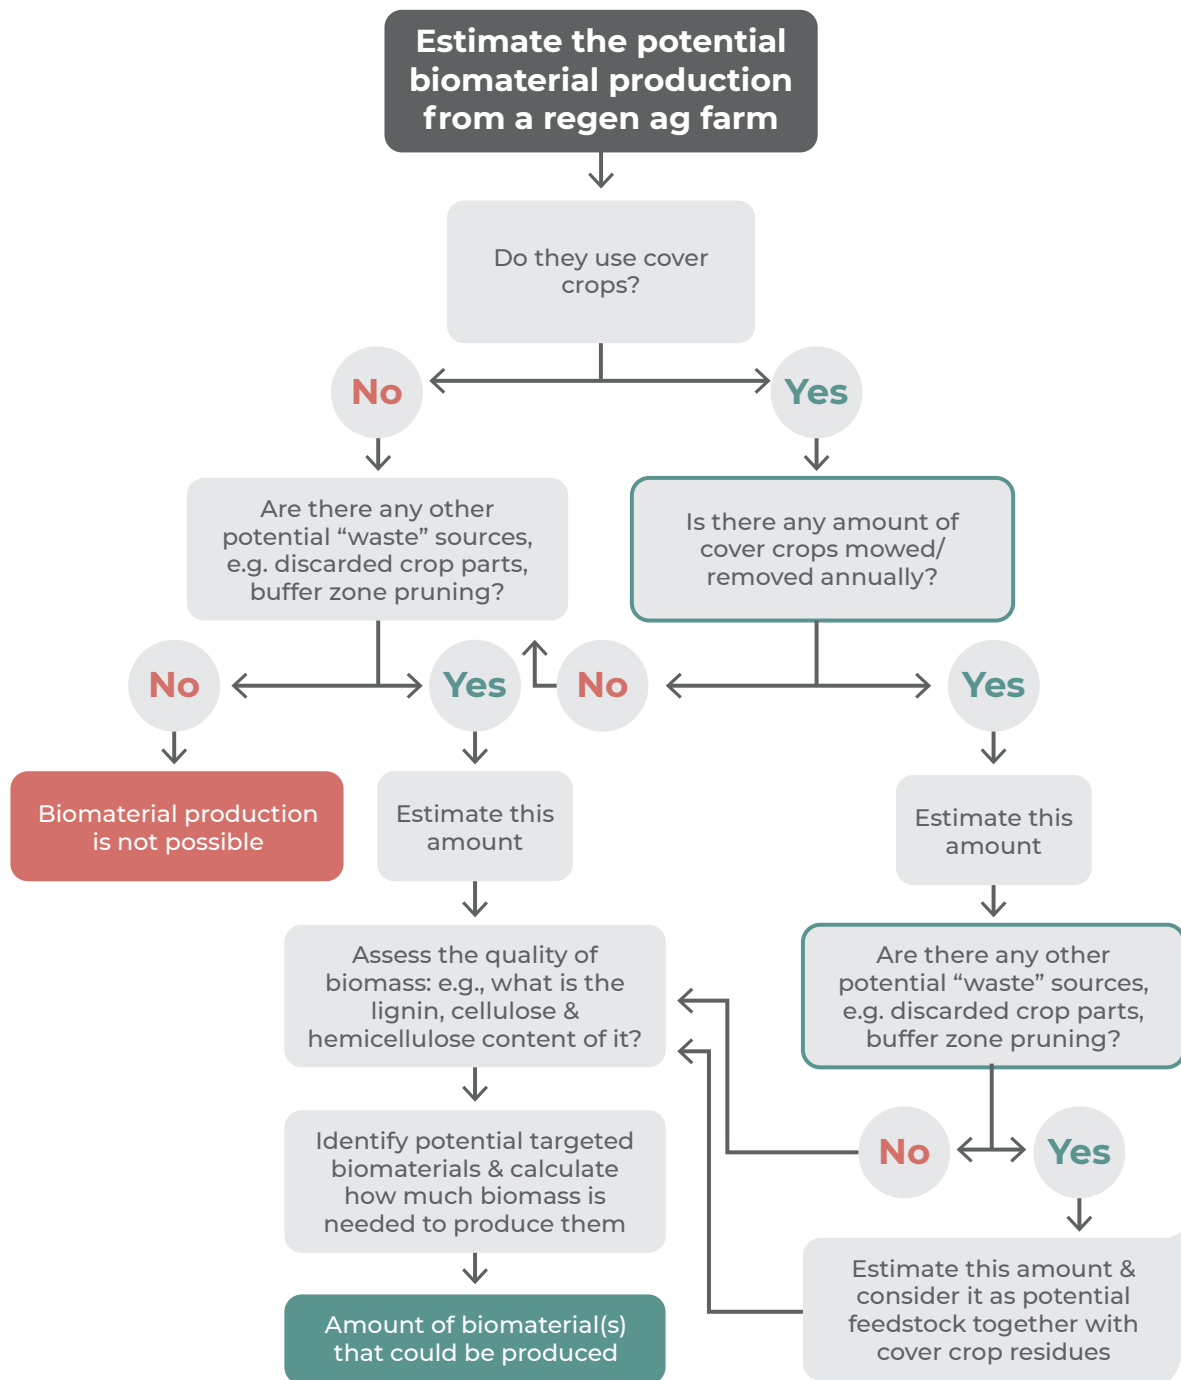 Estimate the potential
biomaterial production
from a regen ag farm
Do they use cover
crops?
No
Yes
Are there any other
potential “waste” sources,
e.g. discarded crop parts,
buffer zone pruning?
Is there any amount of
cover crops mowed/
removed annually?
No
Yes
No
Yes
Biomaterial production
is not possible
Estimate this
amount
Estimate this
amount
Assess the quality of
biomass: e.g., what is the
lignin, cellulose &
hemicellulose content of it?
Are there any other
potential “waste” sources,
e.g. discarded crop parts,
buffer zone pruning?
No
Yes
Identify potential targeted
biomaterials & calculate
how much biomass is
needed to produce them
Estimate this amount &
consider it as potential
feedstock together with
cover crop residues
Amount of biomaterial(s)
that could be produced